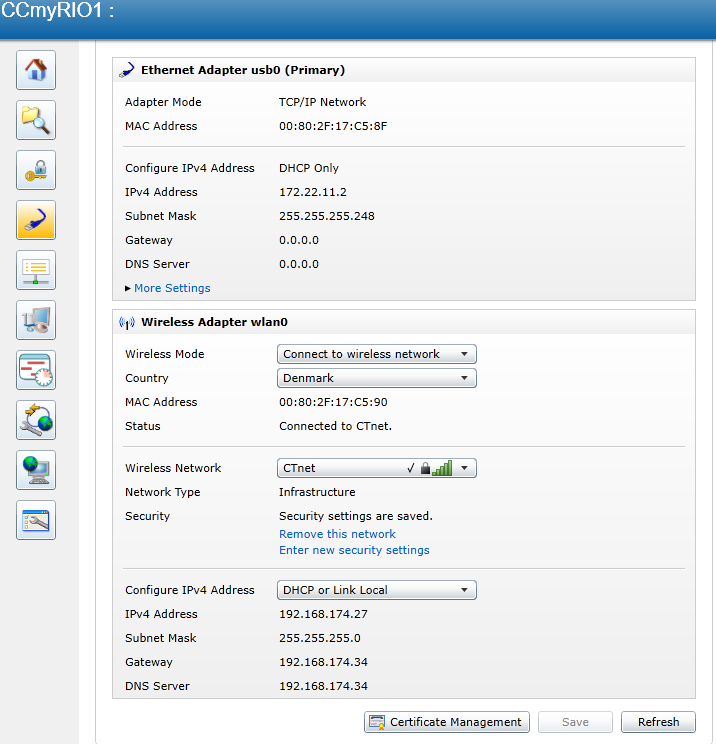 CCmyRIO1 :
Ethernet Adapter usb0 (Primary)
Adapter Mode TCP/IP Network
MAC Address 00:80:2F:17:C5:8F
Configure IPv4 Address DHCP Only
IPv4 Address 172.22.11.2
Subnet Mask 255.255.255.248
Gateway 0.0.0.0
DNS Server 0.0.0.0
More Settings
Wireless Adapter wlan0
Wireless Mode Connect to wireless network
Country Denmark
MAC Address 00:80:2F:17:C5:90
Status Connected to CTnet.
Wireless Network CTnet
Network Type Infrastructure
Security Security settings are saved.
Remove this network
Enter new security settings
Configure IPv4 Address DHCP or Link Local
IPv4 Address 192.168.174.27
Subnet Mask 255.255.255.0
Gateway 192.168.174.34
DNS Server 192.168.174.34
Certificate Management Save Refresh